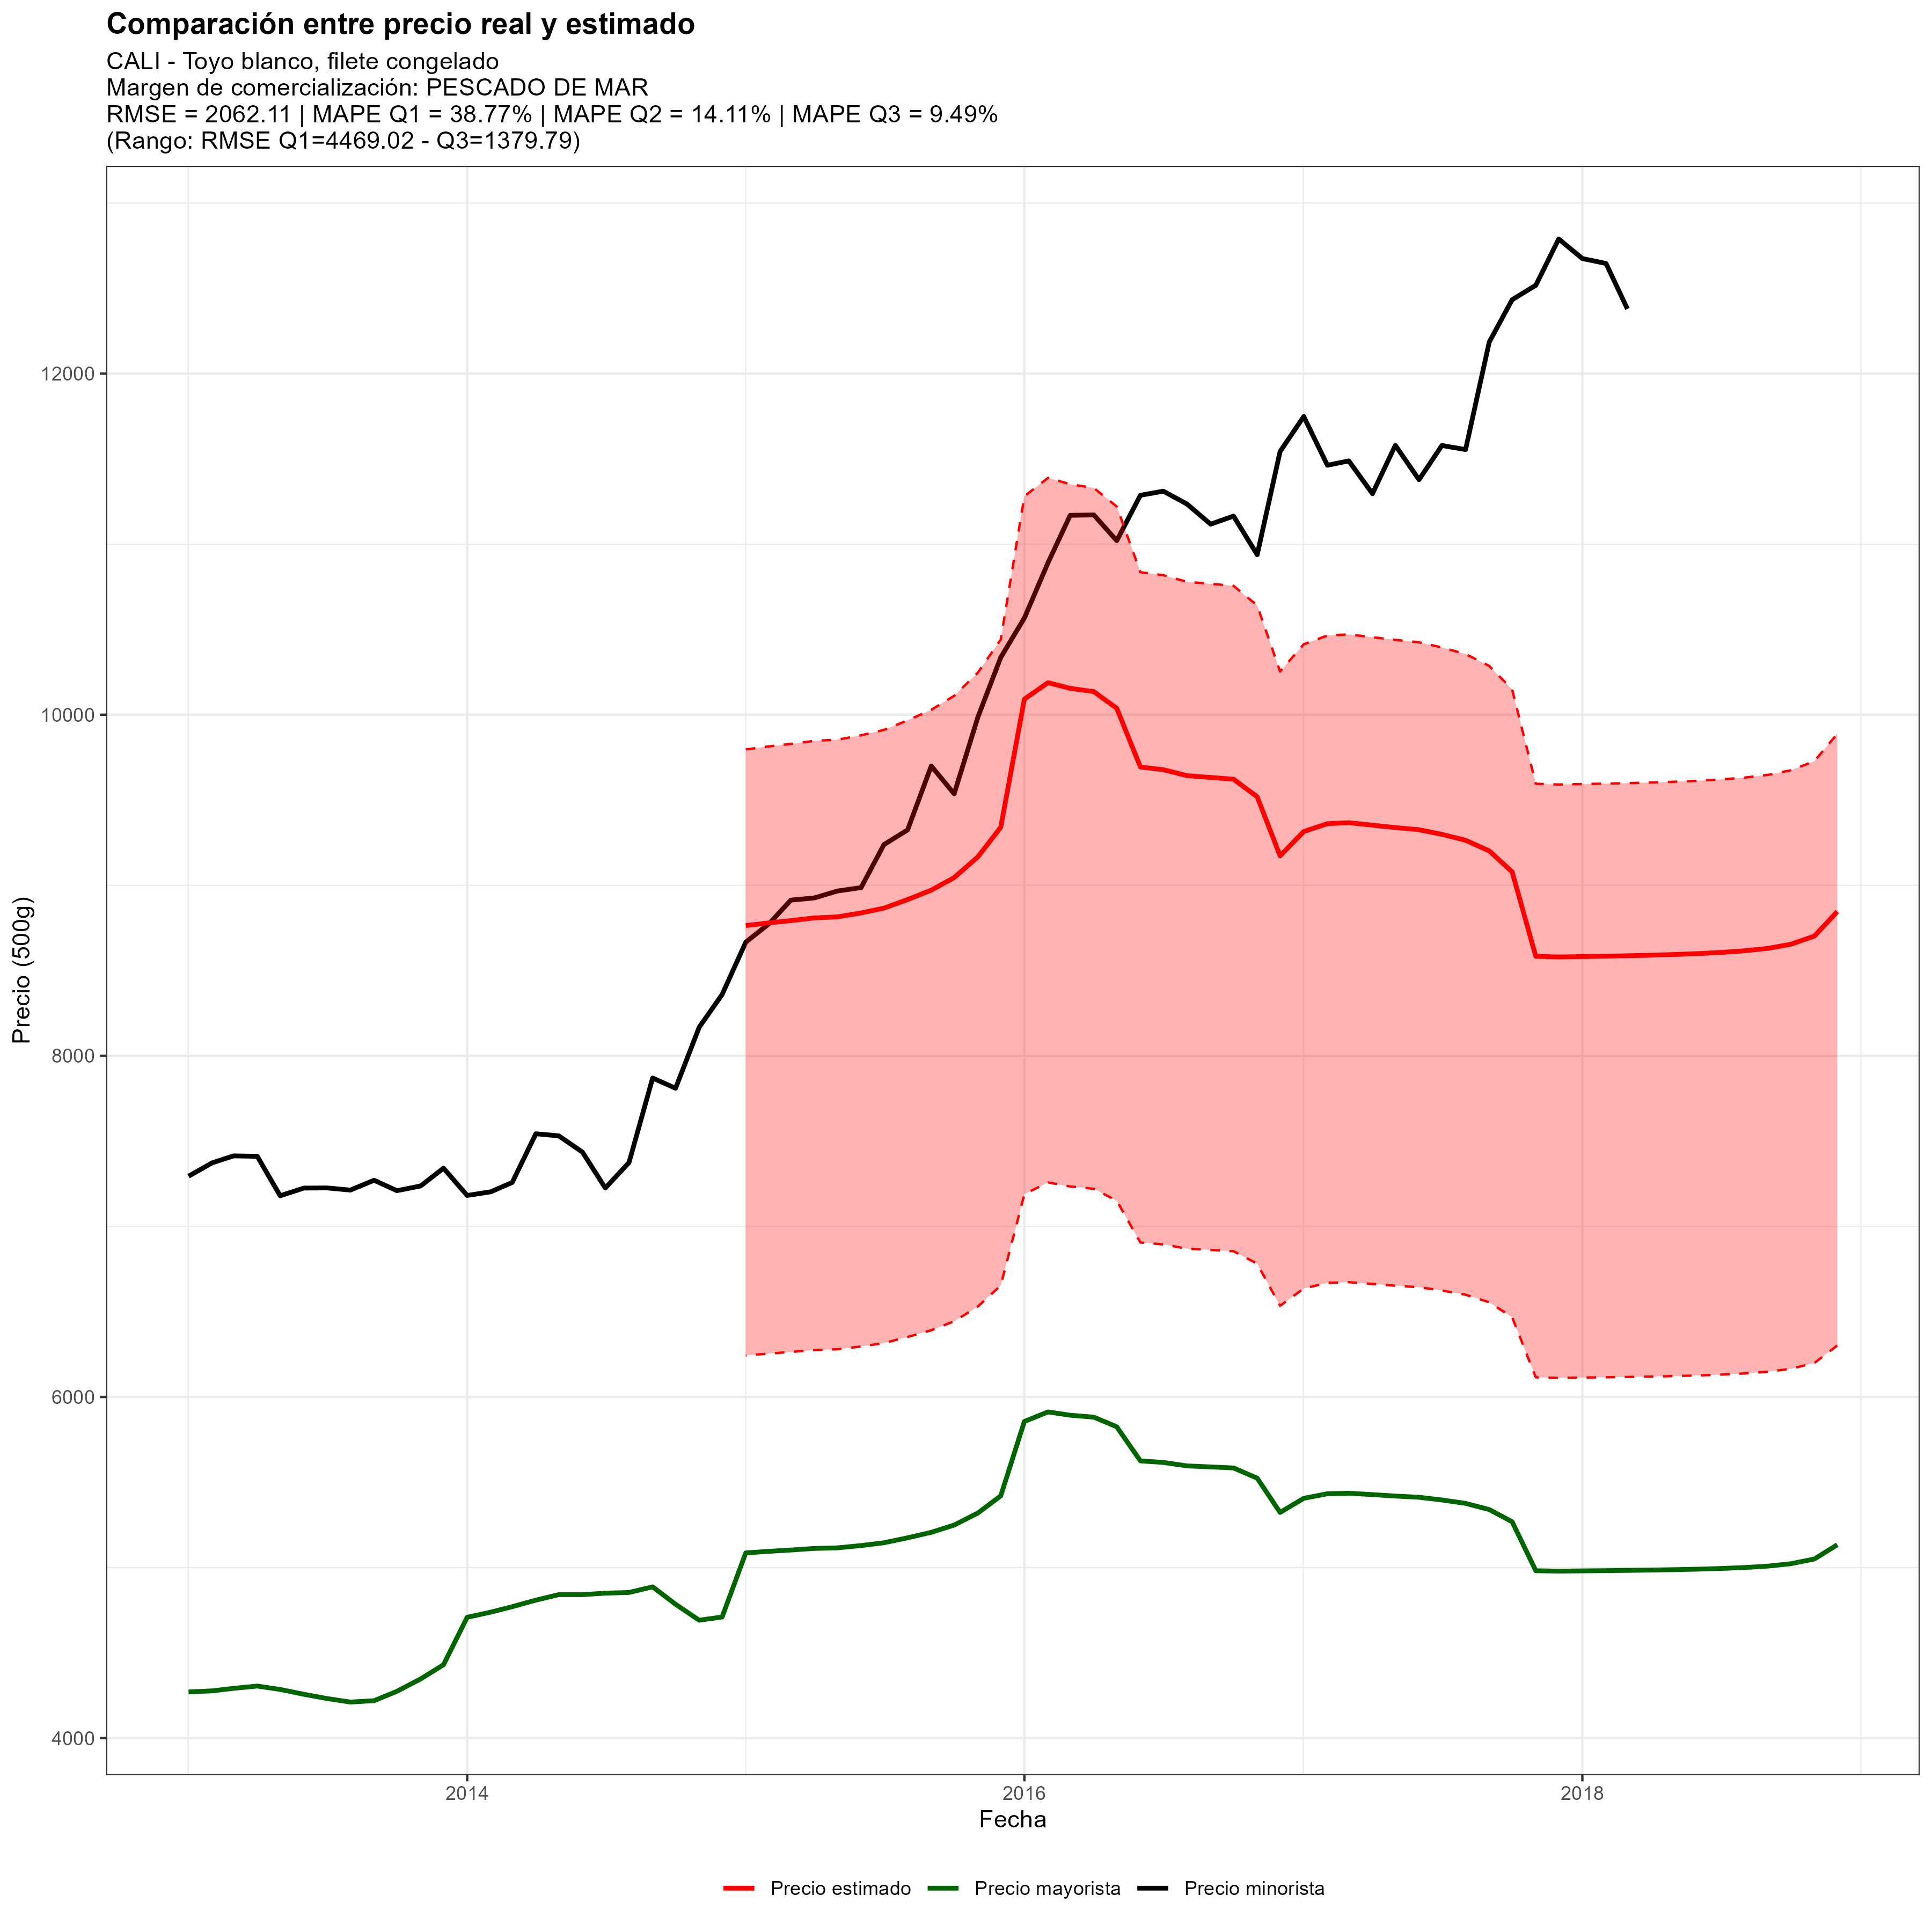 Comparación entre precio real y estimado
CALI - Toyo blanco, filete congelado
Margen de comercialización: PESCADO DE MAR
RMSE = 2062.11 | MAPE Q1 = 38.77% | MAPE Q2 = 14.11% | MAPE Q3 = 9.49%
(Rango: RMSE Q1=4469.02 - Q3=1379.79)
Precio (500g)
12000
10000
8000
6000
4000
2014
2016
2018
Fecha
Precio estimado
Precio mayorista
Precio minorista